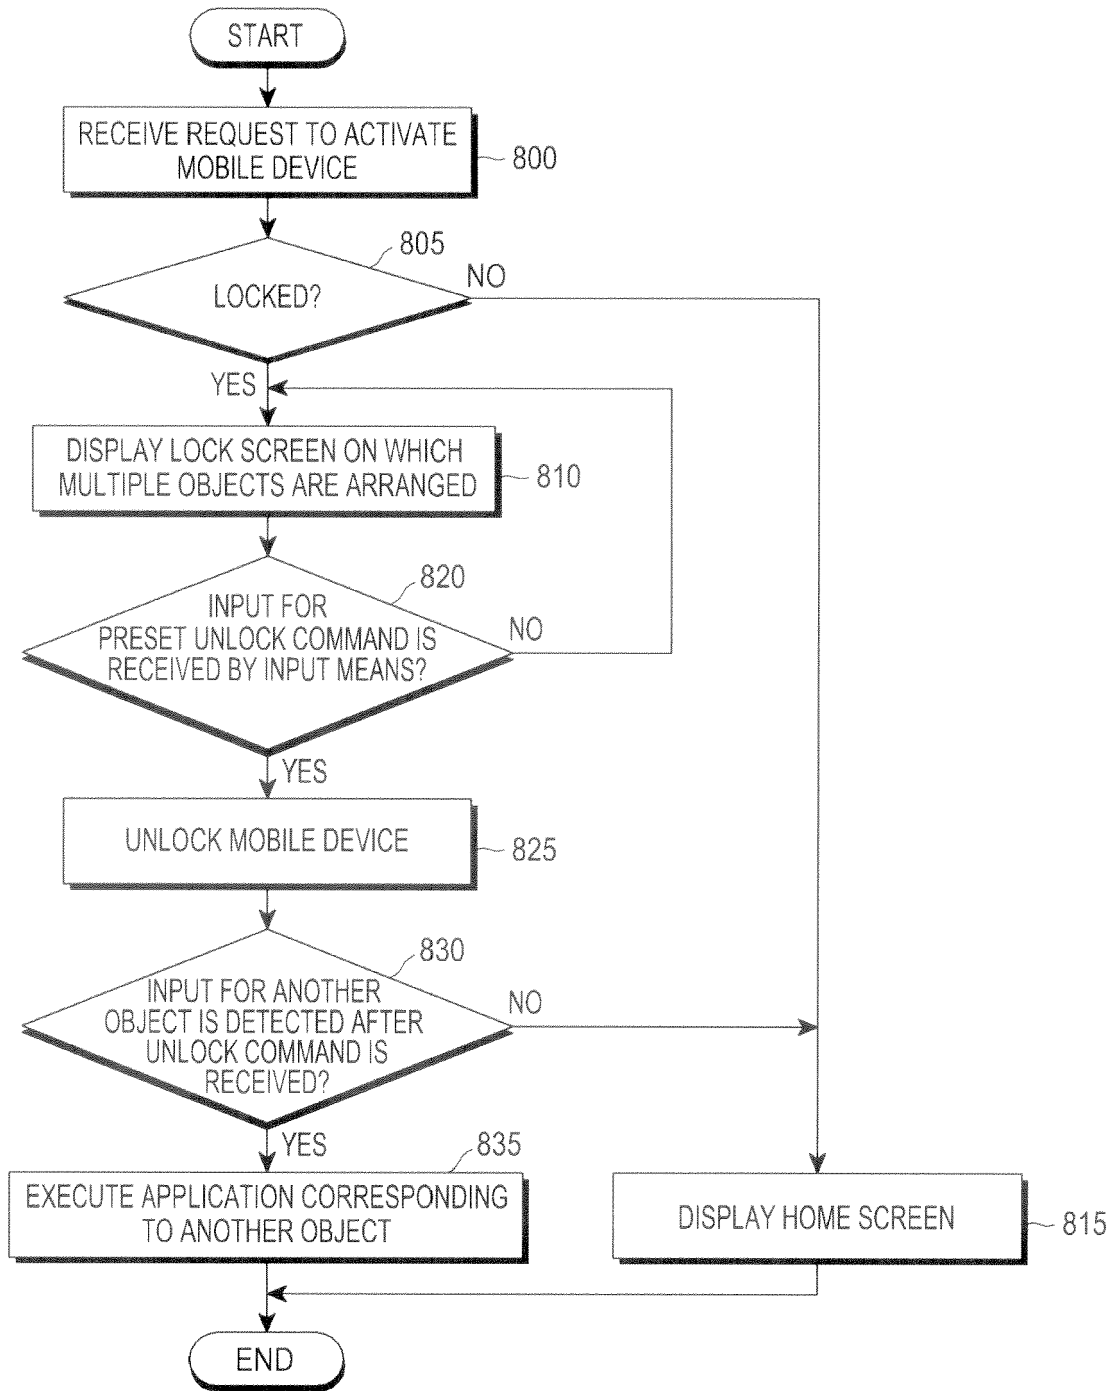 START
RECEIVE REQUEST TO ACTIVATE
MOBILE DEVICE
800
805
LOCKED?
NO
YES
DISPLAY LOCK SCREEN ON WHICH
MULTIPLE OBJECTS ARE ARRANGED
810
820
INPUT FOR
PRESET UNLOCK COMMAND IS
RECEIVED BY INPUT MEANS?
NO
YES
UNLOCK MOBILE DEVICE
825
830
INPUT FOR ANOTHER
OBJECT IS DETECTED AFTER
UNLOCK COMMAND IS
RECEIVED?
NO
YES
835
EXECUTE APPLICATION CORRESPONDING
TO ANOTHER OBJECT
DISPLAY HOME SCREEN
815
END